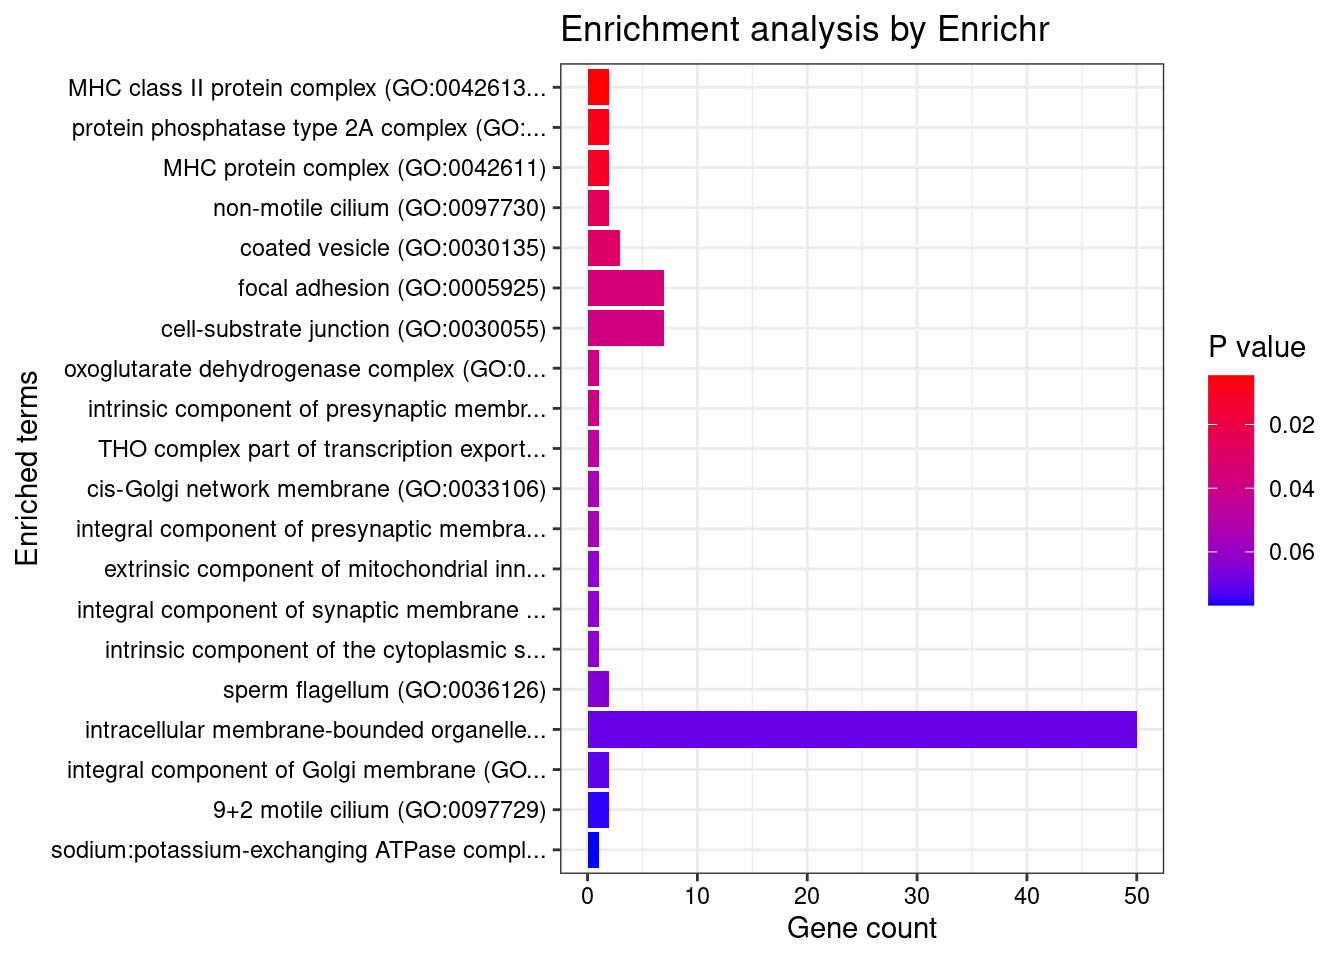 Enrichment analysis by Enrichr
Enriched terms
MHC class II protein complex (GO:0042613...
protein phosphatase type 2A complex (GO:...
MHC protein complex (GO:0042611)
non-motile cilium (GO:0097730)
coated vesicle (GO:0030135)
focal adhesion (GO:0005925)
cell-substrate junction (GO:0030055)
oxoglutarate dehydrogenase complex (GO:0...
intrinsic component of presynaptic membr...
THO complex part of transcription export...
cis-Golgi network membrane (GO:0033106)
integral component of presynaptic membra...
extrinsic component of mitochondrial inn...
integral component of synaptic membrane ...
intrinsic component of the cytoplasmic s...
sperm flagellum (GO:0036126)
intracellular membrane-bounded organelle...
integral component of Golgi membrane (GO...
9+2 motile cilium (GO:0097729)
sodium:potassium-exchanging ATPase compl...
0 10 20 30 40 50
Gene count
P value
0.02
0.04
0.06